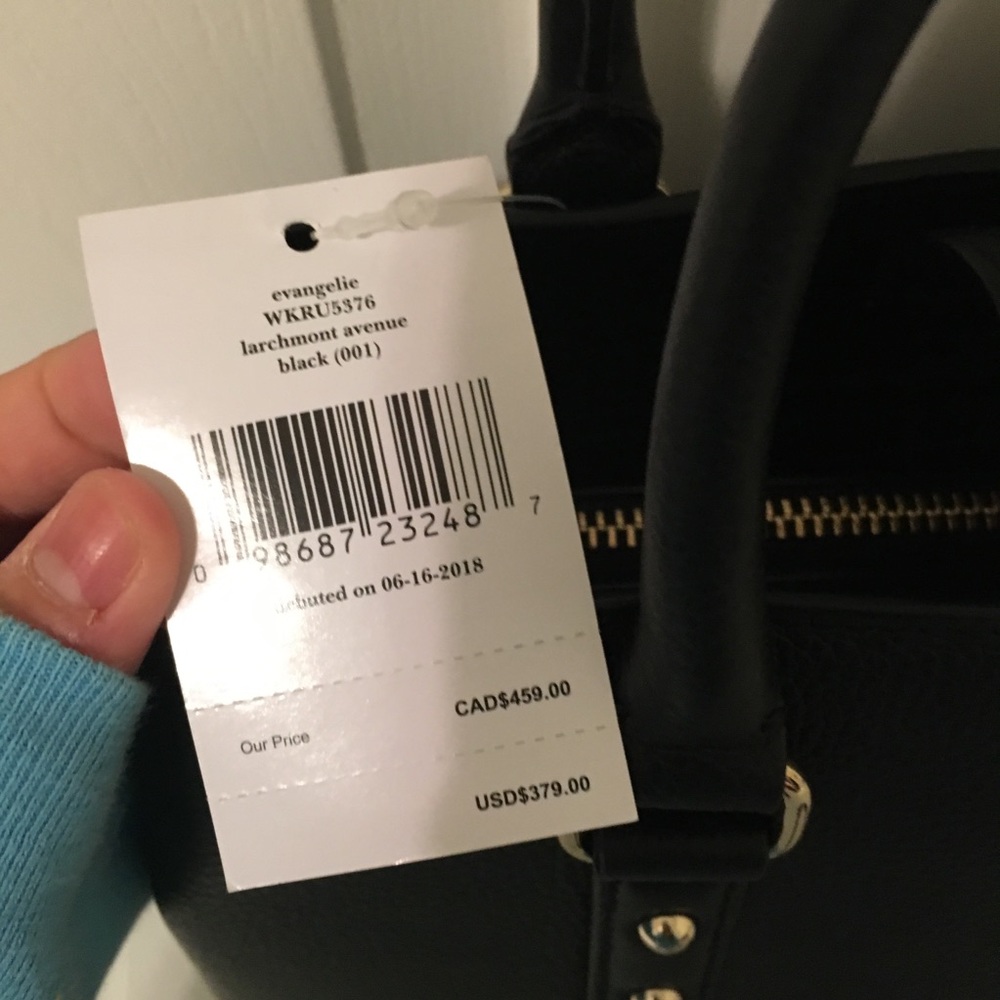 evangelie
WKRU5376
larchmont avenue
black (001)
0 98687 23248 7
on 06-16-2018
CAD$459.00
Our Price
USD$379.00